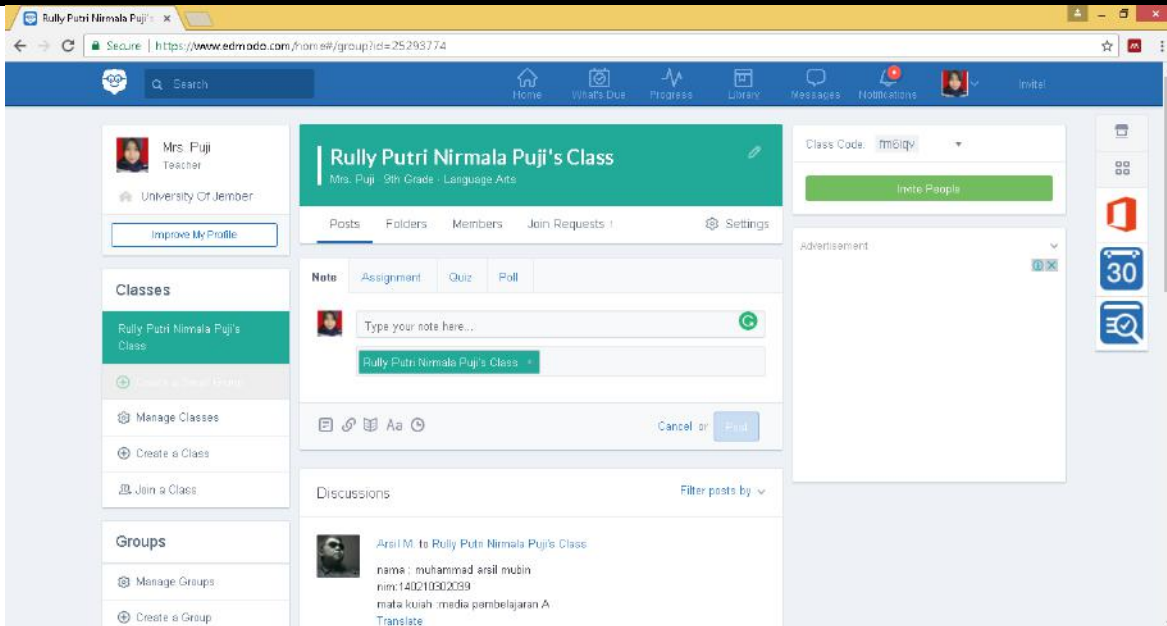 Rully Putri Nirmala Puji's
Secure | https://www.edmodo.com/home#/group?id=25293774
Search
Home
What's Due
Progress
Library
Messages
Notifications
Invite!
Mrs. Puji
Teacher
University Of Jember
Improve My Profile
Classes
Rully Putri Nirmala Puji's
Class
Manage Classes
Create a Class
Join a Class
Groups
Manage Groups
Create a Group
Rully Putri Nirmala Puji's Class
Mrs. Puji · 9th Grade · Language Arts
Posts
Folders
Members
Join Requests
Settings
Note
Assignment
Quiz
Poll
Type your note here...
Rully Putri Nirmala Puji's Class ×
Aa
Cancel or Post
Discussions
Filter posts by
Arsil M. to Rully Putri Nirmala Puji's Class
nama : muhammad arsil mubin
nim:140210302039
mata kuiah :media pembelajaran A
Translate
Class Code:
Invite People
Advertisement
30